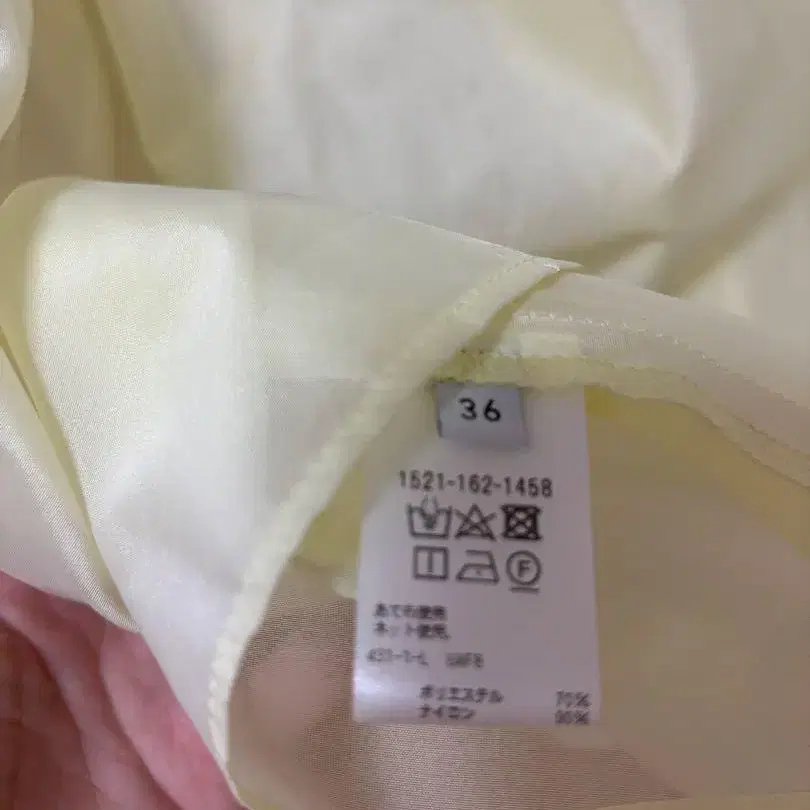 36
1521-162-1458
F
あて布使用
ネット使用。
ポリエステル 70%
ナイロン